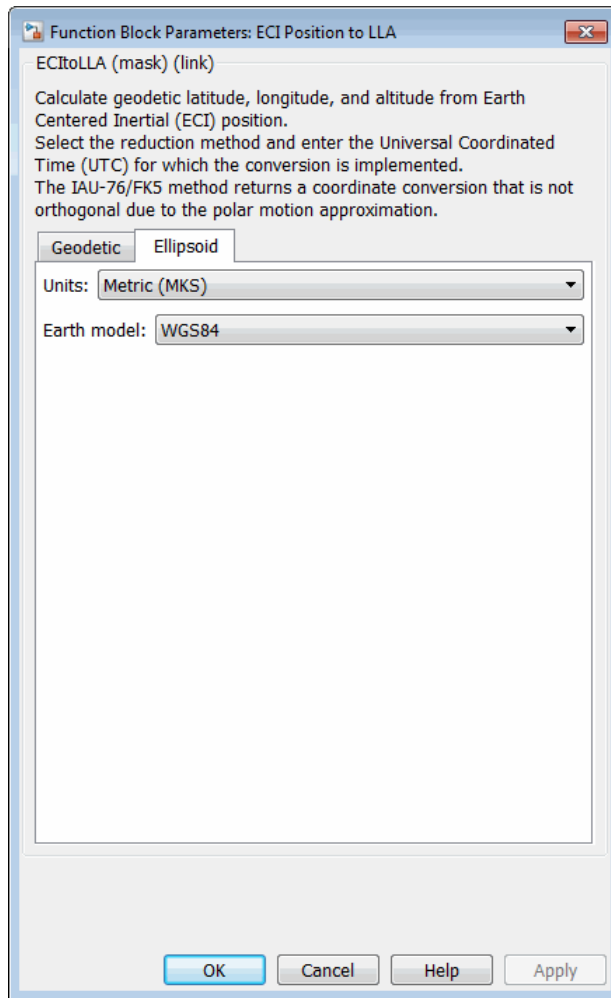 Function Block Parameters: ECI Position to LLA
ECItoLLA (mask) (link)
Calculate geodetic latitude, longitude, and altitude from Earth
Centered Inertial (ECI) position.
Select the reduction method and enter the Universal Coordinated
Time (UTC) for which the conversion is implemented.
The IAU-76/FK5 method returns a coordinate conversion that is not
orthogonal due to the polar motion approximation.
Geodetic Ellipsoid
Units: Metric (MKS)
Earth model: WGS84
OK Cancel Help Apply